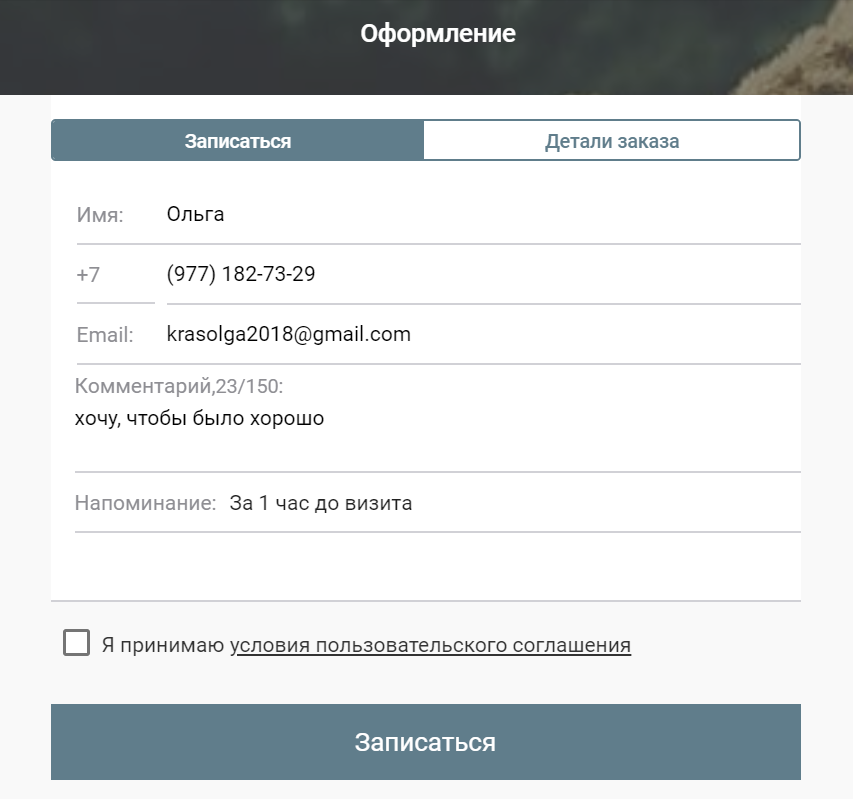 Оформление
Записаться Детали заказа
Имя: Ольга
+7 (977) 182-73-29
Email: krasolga2018@gmail.com
Комментарий,23/150:
хочу, чтобы было хорошо
Напоминание: За 1 час до визита
Я принимаю условия пользовательского соглашения
Записаться